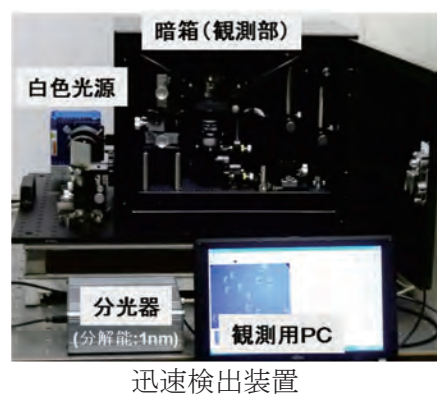 暗箱(観測部)
白色光源
分光器
(分解能:1nm)
観測用PC
迅速検出装置